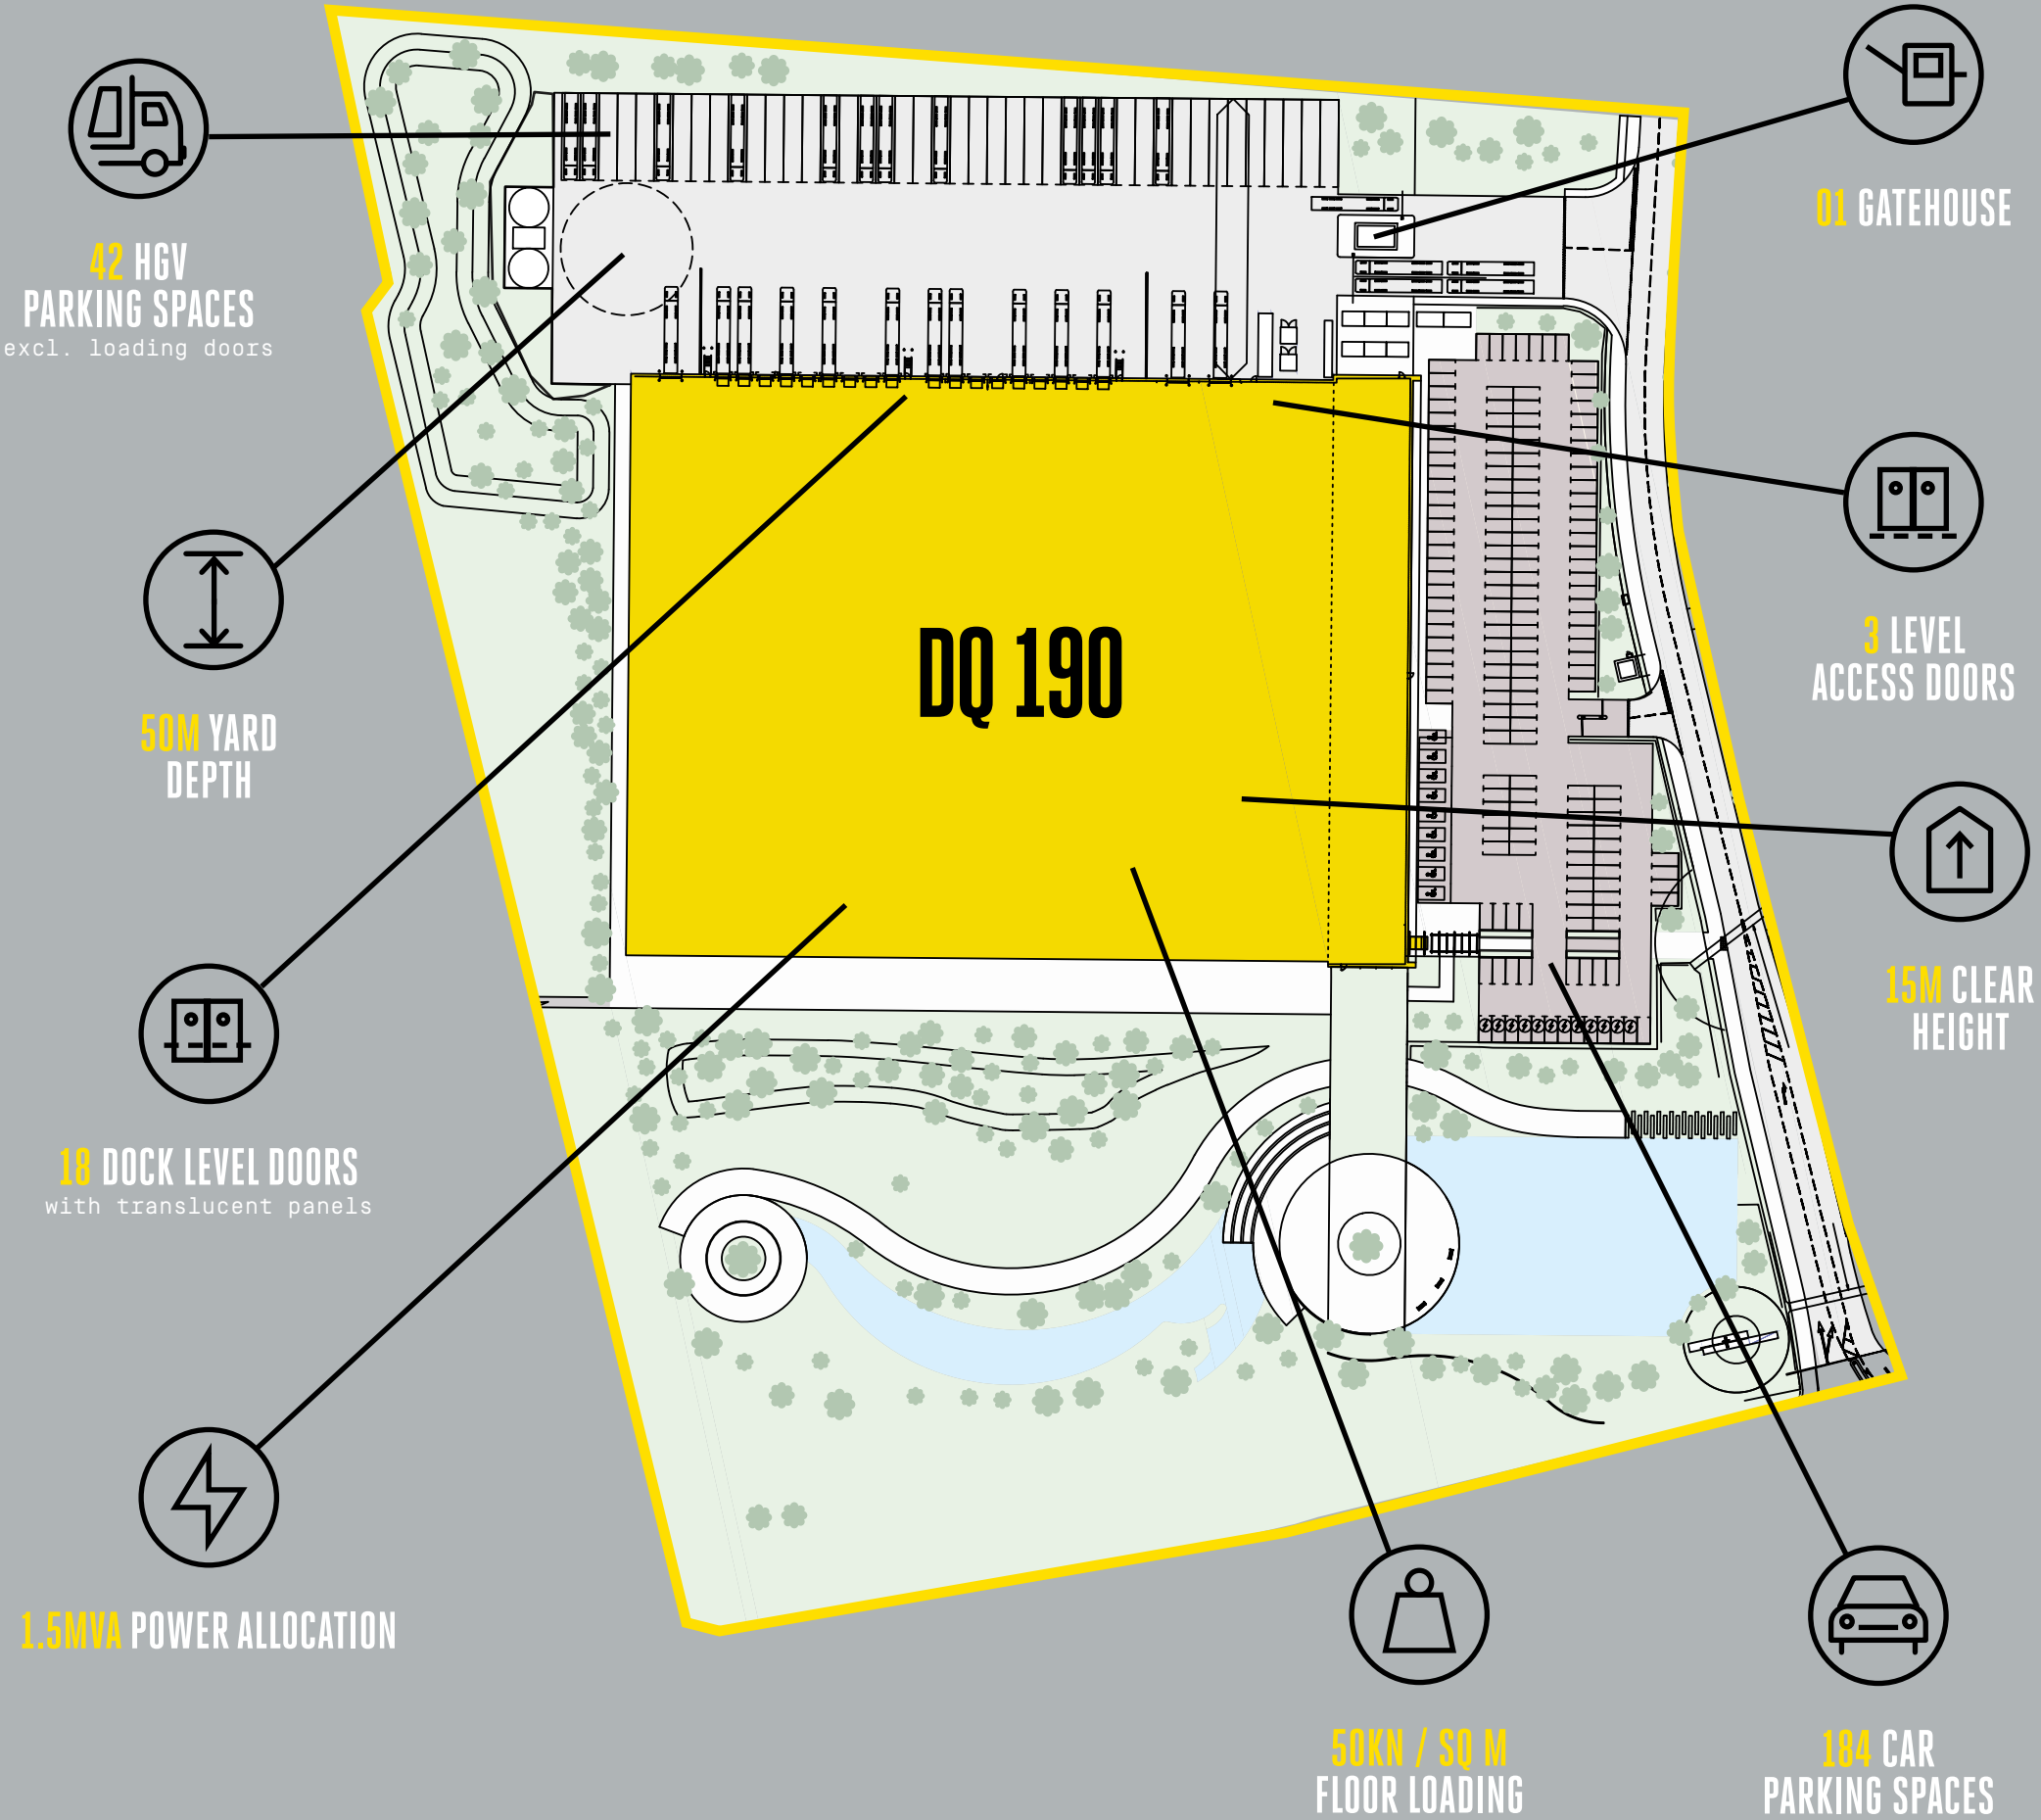 42 HGV
PARKING SPACES
excl. loading doors
01 GATEHOUSE
50M YARD
DEPTH
3 LEVEL
ACCESS DOORS
DQ 190
15M CLEAR
HEIGHT
18 DOCK LEVEL DOORS
with translucent panels
1.5MVA POWER ALLOCATION
50KN / SQ M
FLOOR LOADING
184 CAR
PARKING SPACES